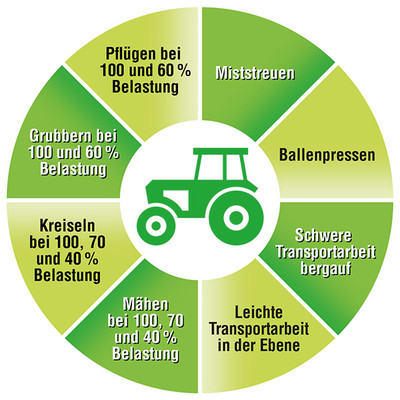 Pflügen bei
100 und 60 %
Belastung
Miststreuen
Ballenpressen
Schwere
Transportarbeit
bergauf
Leichte
Transportarbeit
in der Ebene
Mähen
bei 100, 70
und 40 %
Belastung
Kreiseln
bei 100, 70
und 40 %
Belastung
Grubbern bei
100 und 60 %
Belastung